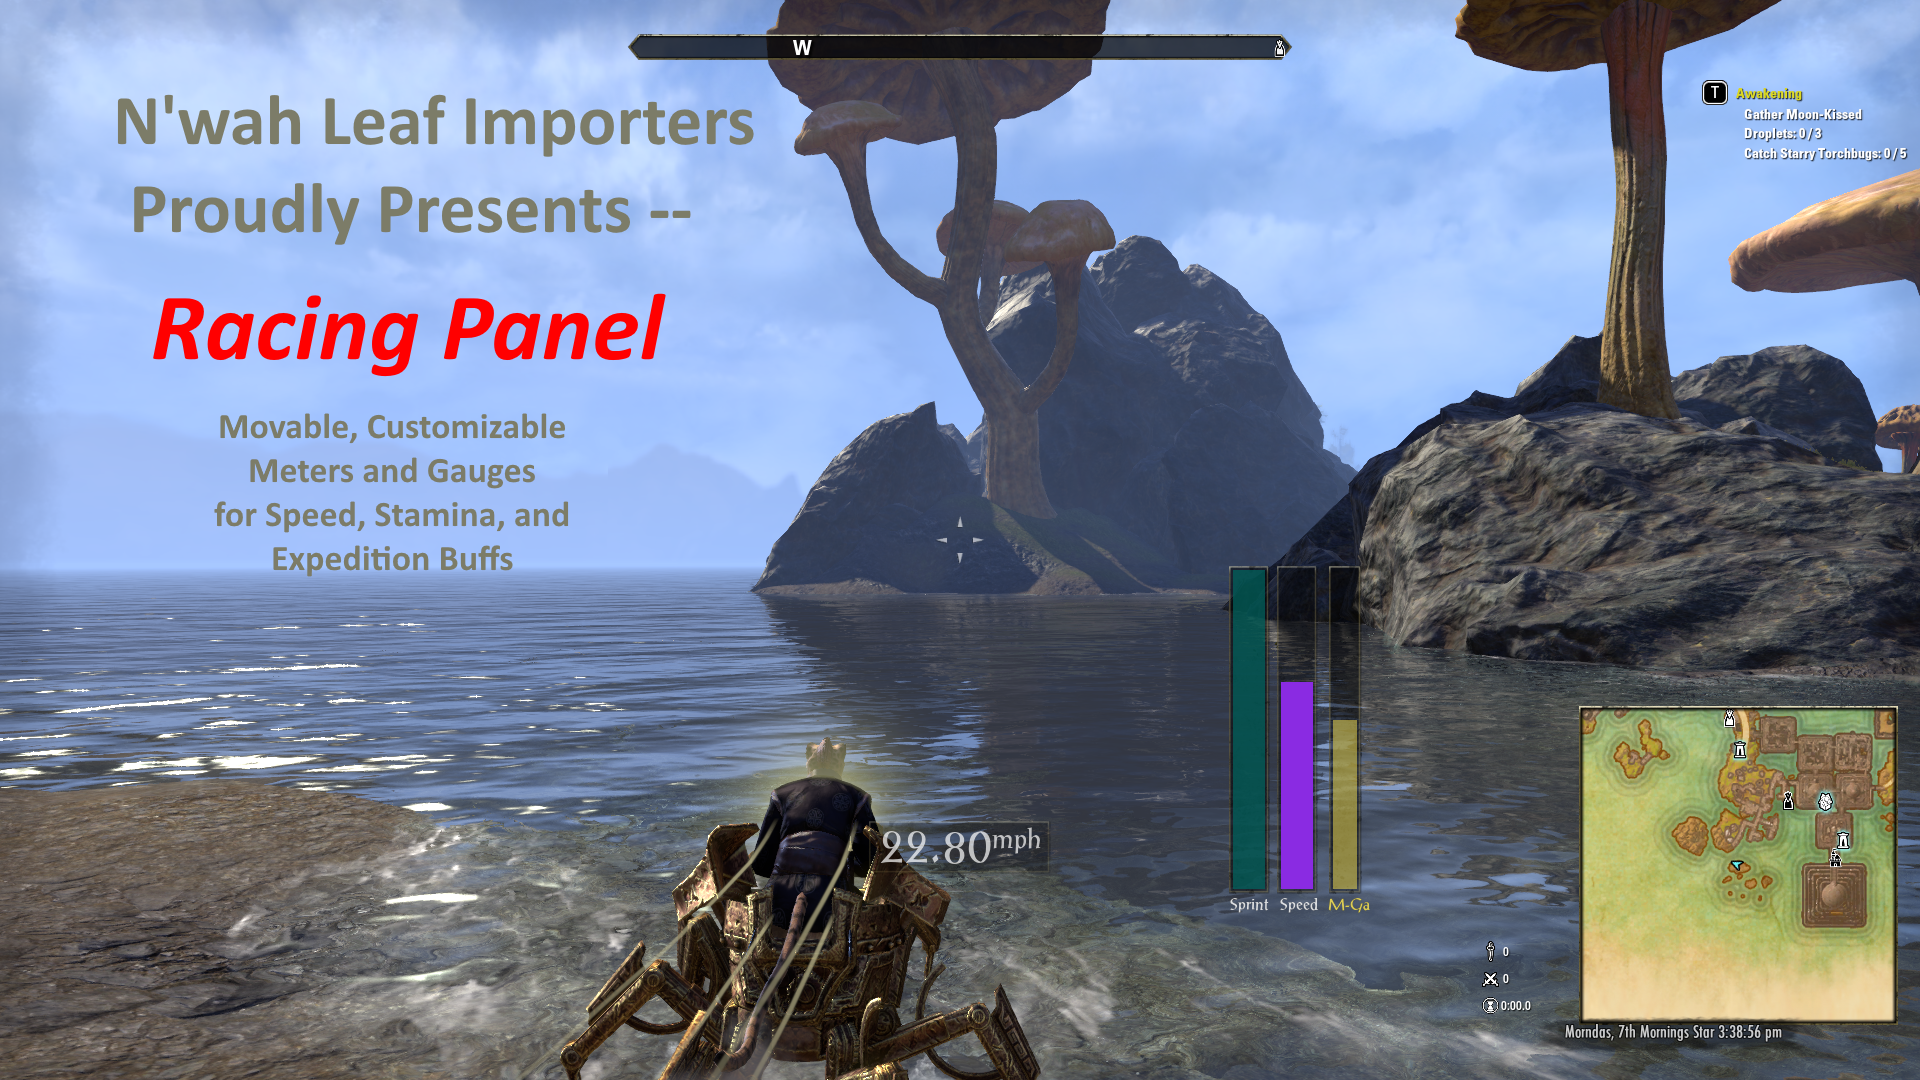 W
N'wah Leaf Importers
Proudly Presents --
Racing Panel
Movable, Customizable
Meters and Gauges
for Speed, Stamina, and
Expedition Buffs
T Awakening
Gather Moon-Kissed
Droplets: 0 / 3
Catch Starry Torchbugs: 0 / 5
22.80mph
Sprint Speed M-Ga
0
0
0:00.0
Morndas, 7th Mornings Star 3:38:56 pm